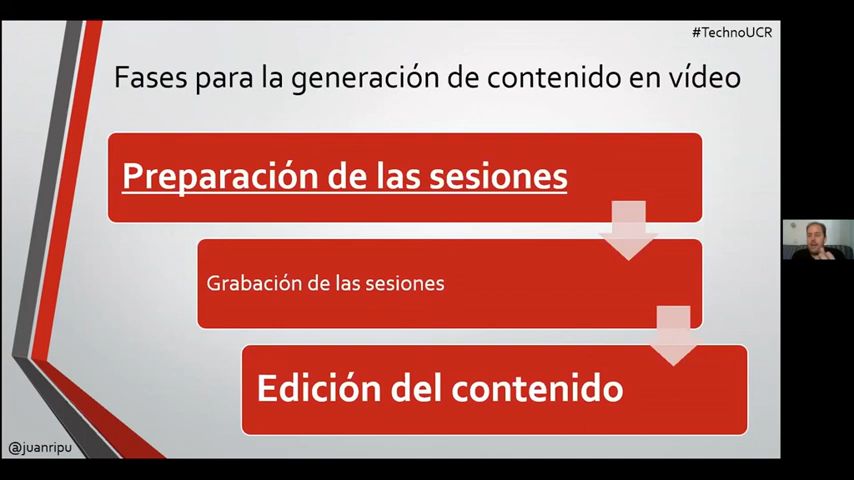 #TechnoUCR
Fases para la generación de contenido en vídeo
Preparación de las sesiones
Grabación de las sesiones
Edición del contenido
@juanripu